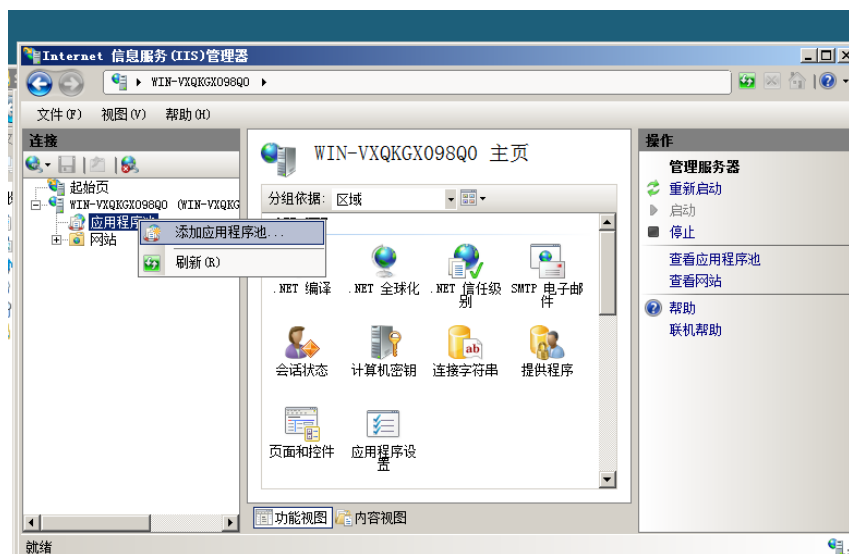 Internet 信息服务(IIS)管理器
WIN-VXQKGXO98QO
文件(F) 视图(V) 帮助(H)
连接
起始页
WIN-VXQKGXO98QO (WIN-VXQKG
应用程序池
网站
添加应用程序池...
刷新(R)
WIN-VXQKGXO98QO 主页
分组依据: 区域
.NET 编译
.NET 全球化
.NET 信任级
别
SMTP 电子邮
件
会话状态
计算机密钥
连接字符串
ab
提供程序
页面和控件
应用程序设
置
功能视图
内容视图
操作
管理服务器
重新启动
启动
停止
查看应用程序池
查看网站
帮助
联机帮助
就绪